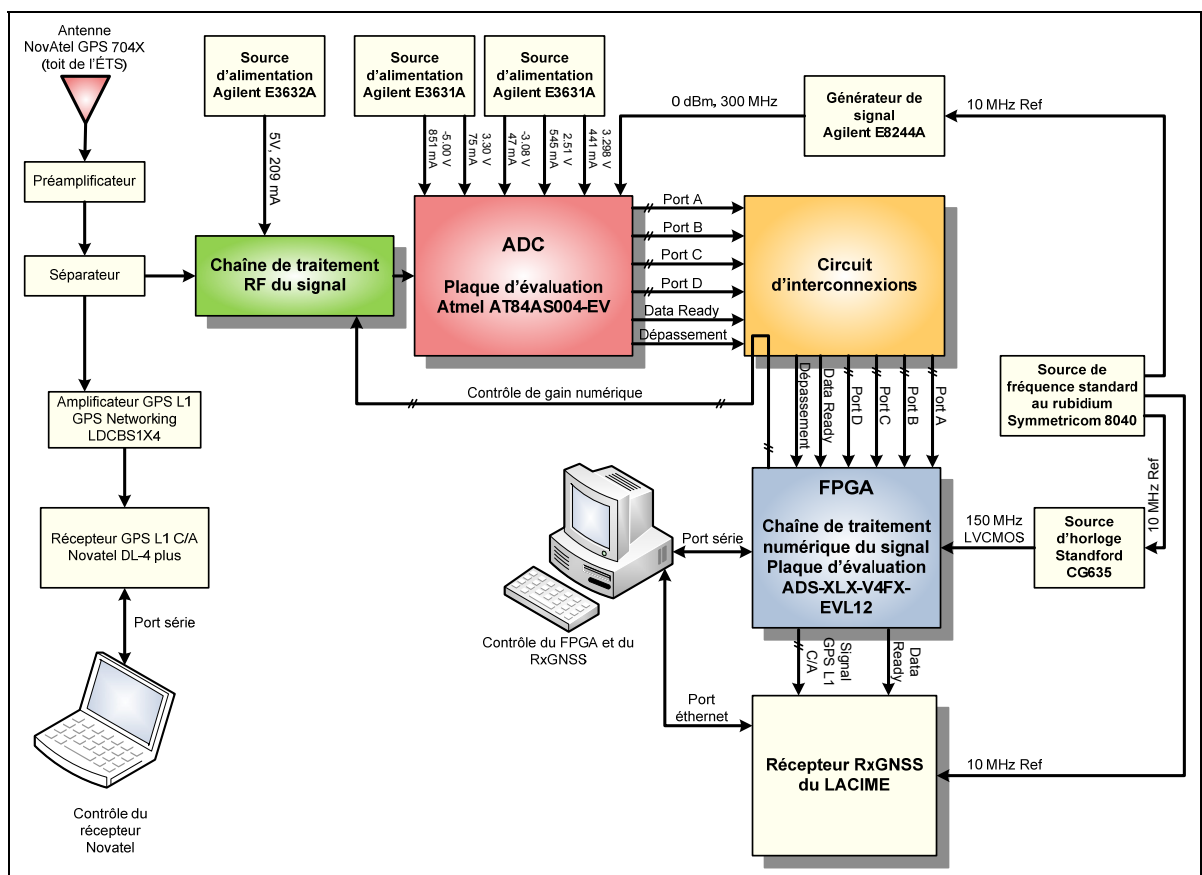 Antenne
NovAtel GPS 704X
(toit de l'ÉTS)
Préamplificateur
Séparateur
Amplificateur GPS L1
GPS Networking
LDCBS1X4
Récepteur GPS L1 C/A
Novatel DL-4 plus
Port série
Contrôle du
récepteur
Novatel
Source
d'alimentation
Agilent E3632A
5V, 209 mA
Chaîne de traitement
RF du signal
Source
d'alimentation
Agilent E3631A
-5.00 V
851 mA
3.30 V
75 mA
Source
d'alimentation
Agilent E3631A
-3.08 V
47 mA
2.51 V
545 mA
3.298 V
441 mA
0 dBm, 300 MHz
Générateur de
signal
Agilent E8244A
10 MHz Ref
ADC
Plaque d'évaluation
Atmel AT84AS004-EV
Port A
Port B
Port C
Port D
Data Ready
Dépassement
Circuit
d'interconnexions
Contrôle de gain numérique
Dépassement
Data Ready
Port D
Port C
Port B
Port A
Source de
fréquence standard
au rubidium
Symmetricom 8040
10 MHz Ref
Source
d'horloge
Standford
CG635
150 MHz
LVCMOS
FPGA
Chaîne de traitement
numérique du signal
Plaque d'évaluation
ADS-XLX-V4FX-
EVL12
Port série
Contrôle du FPGA et du
RxGNSS
Port
éthernet
Signal
GPS L1
C/A
Data
Ready
Récepteur RxGNSS
du LACIME
10 MHz Ref